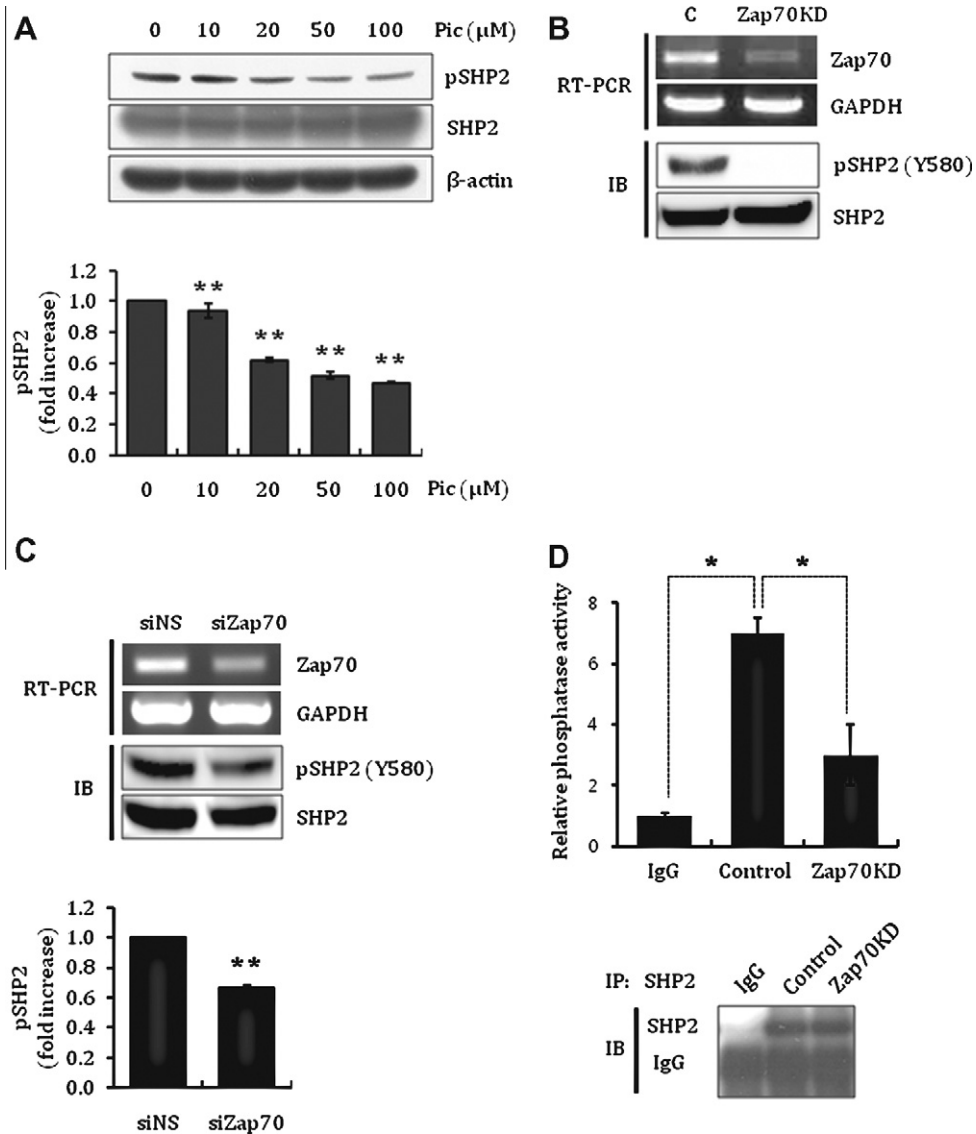 A
0 10 20 50 100 Pic (μM)
pSHP2
SHP2
β-actin
1.2
1.0
0.8
0.6
0.4
0.2
0.0
pSHP2
(fold increase)
** ** ** **
0 10 20 50 100 Pic (μM)
B
C Zap70KD
RT-PCR
Zap70
GAPDH
IB
pSHP2 (Y580)
SHP2
C
siNS siZap70
RT-PCR
Zap70
GAPDH
IB
pSHP2 (Y580)
SHP2
1.2
1.0
0.8
0.6
0.4
0.2
0.0
pSHP2
(fold increase)
**
siNS siZap70
D
* *
8
6
4
2
0
Relative phosphatase activity
IgG Control Zap70KD
IP: SHP2 IgG Control Zap70KD
IB
SHP2
IgG